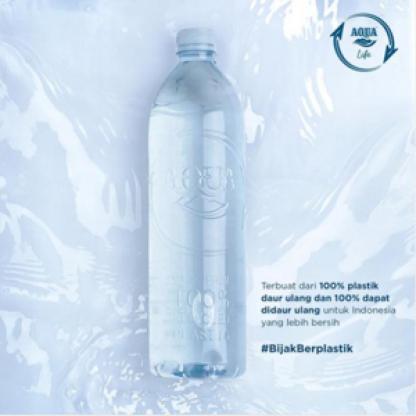 AQUA
Life
AQUA
100%
Terbuat dari 100% plastik
daur ulang dan 100% dapat
didaur ulang untuk Indonesia
yang lebih bersih
#BijakBerplastik